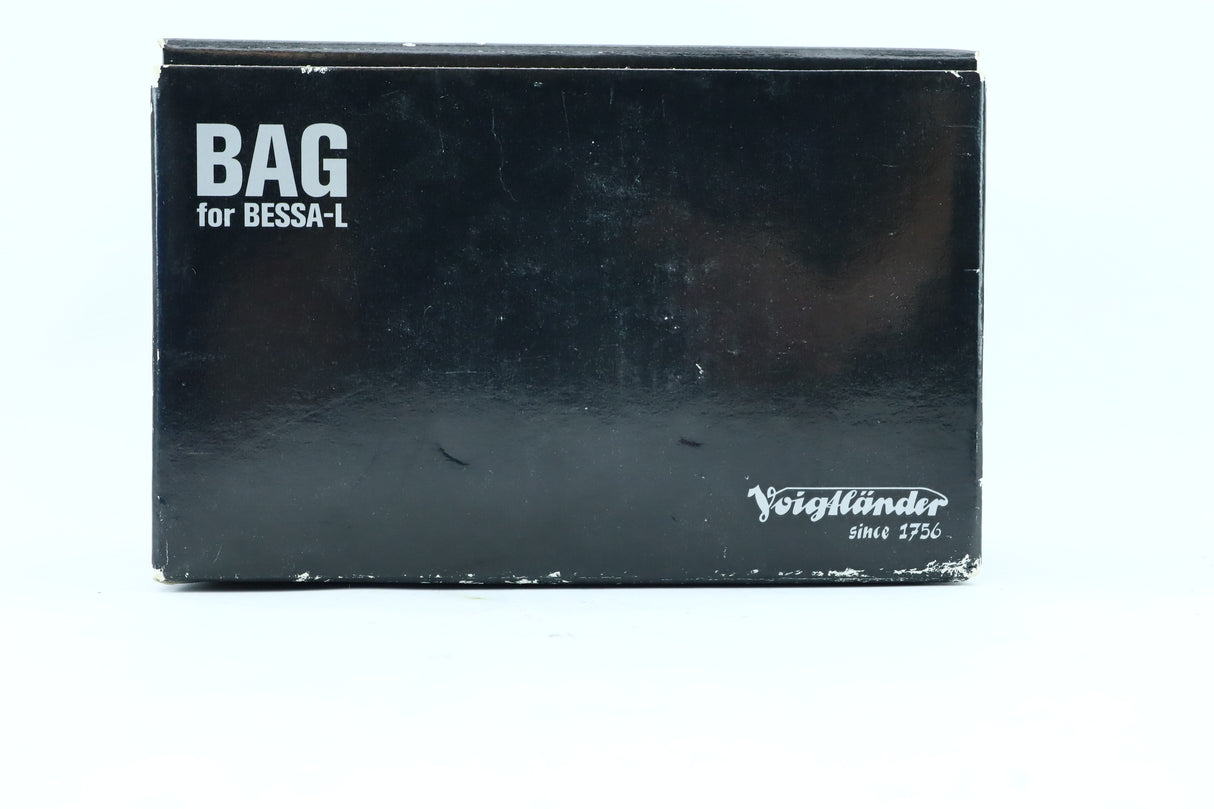 BAG
for BESSA-L
Voigtländer
since 1756